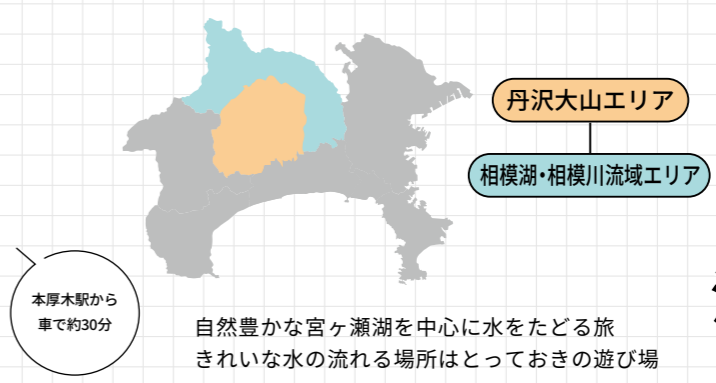 丹沢大山エリア
相模湖・相模川流域エリア
本厚木駅から
車で約30分
自然豊かな宮ヶ瀬湖を中心に水をたどる旅
きれいな水の流れる場所はとっておきの遊び場